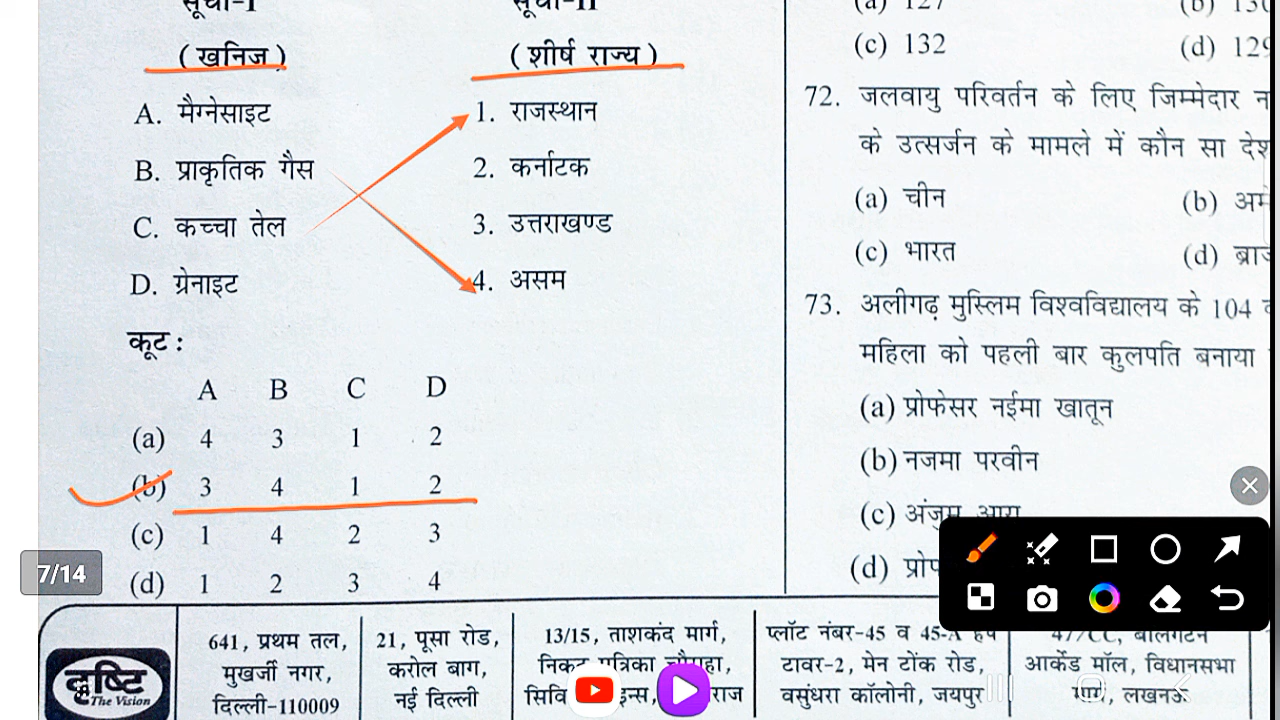 सूची-I
सूची-II
(खनिज)
(शीर्ष राज्य)
A. मैग्नेसाइट
1. राजस्थान
B. प्राकृतिक गैस
2. कर्नाटक
C. कच्चा तेल
3. उत्तराखण्ड
D. ग्रेनाइट
4. असम
कूट :
A B C D
(a) 4 3 1 2
(b) 3 4 1 2
(c) 1 4 2 3
(d) 1 2 3 4
(a) 127
(b)
(c) 132
(d) 129
72. जलवायु परिवर्तन के लिए जिम्मेदार
के उत्सर्जन के मामले में कौन सा
(a) चीन
(b)
(c) भारत
(d)
73. अलीगढ़ मुस्लिम विश्वविद्यालय के 104
महिला को पहली बार कुलपति बनाया
(a) प्रोफेसर नईमा खातून
(b) नजमा परवीन
(c)
(d)
7/14
दृष्टि
The Vision
641, प्रथम तल,
मुखर्जी नगर,
दिल्ली-110009
21, पूसा रोड,
करोल बाग,
नई दिल्ली
13/15, ताशकंद मार्ग,
प्लॉट नंबर-45 व 45-A
टावर-2, मेन टोंक रोड,
वसुंधरा कॉलोनी, जयपुर
आर्केड मॉल, विधानसभा
मार्ग, लखनऊ